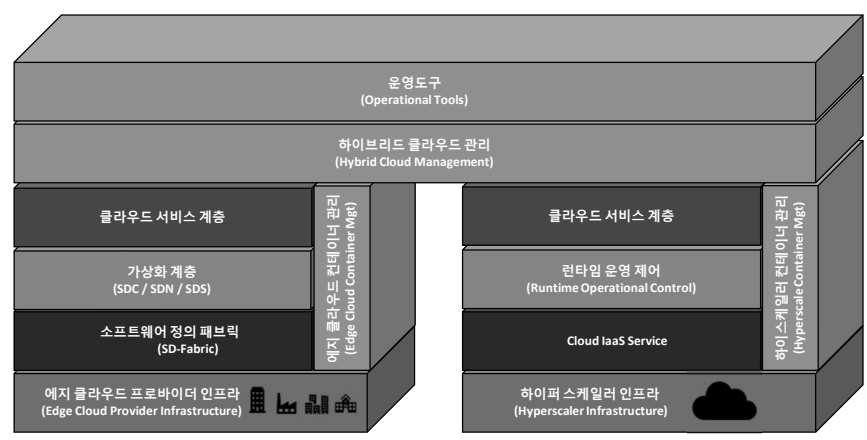 운영도구
(Operational Tools)
하이브리드 클라우드 관리
(Hybrid Cloud Management)
클라우드 서비스 계층
가상화 계층
(SDC / SDN / SDS)
소프트웨어 정의 패브릭
(SD-Fabric)
에지 클라우드 컨테이너 관리
(Edge Cloud Container Mgt)
에지 클라우드 프로바이더 인프라
(Edge Cloud Provider Infrastructure)
클라우드 서비스 계층
런타임 운영 제어
(Runtime Operational Control)
Cloud IaaS Service
하이스케일러 컨테이너 관리
(Hyperscale Container Mgt)
하이퍼 스케일러 인프라
(Hyperscaler Infrastructure)